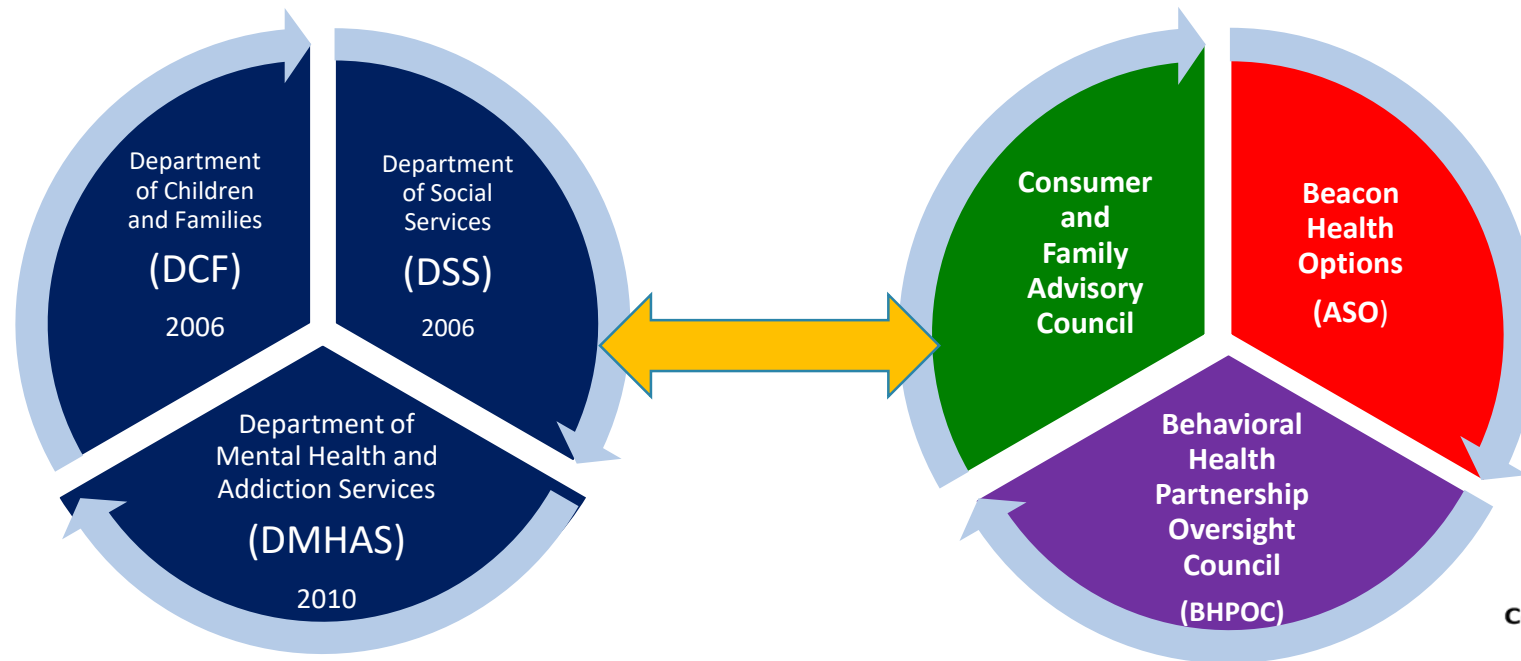 Department
of Children
and Families
(DCF)
2006
Department
of Social
Services
(DSS)
2006
Department of
Mental Health and
Addiction Services
(DMHAS)
2010
Consumer
and
Family
Advisory
Council
Beacon
Health
Options
(ASO)
Behavioral
Health
Partnership
Oversight
Council
(BHPOC)
C